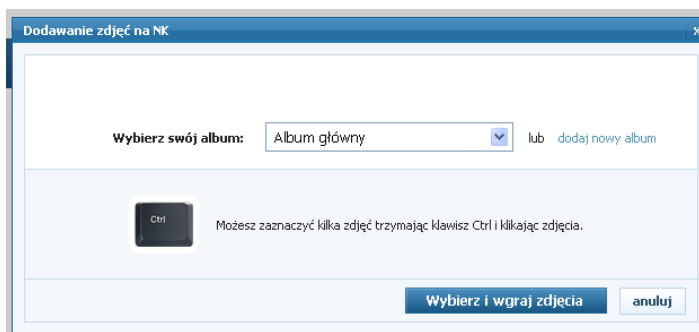 Dodawanie zdjęć na NK x
Wybierz swój album: Album główny lub dodaj nowy album
Ctrl Możesz zaznaczyć kilka zdjęć trzymając klawisz Ctrl i klikając zdjęcia.
Wybierz i wgraj zdjęcia anuluj